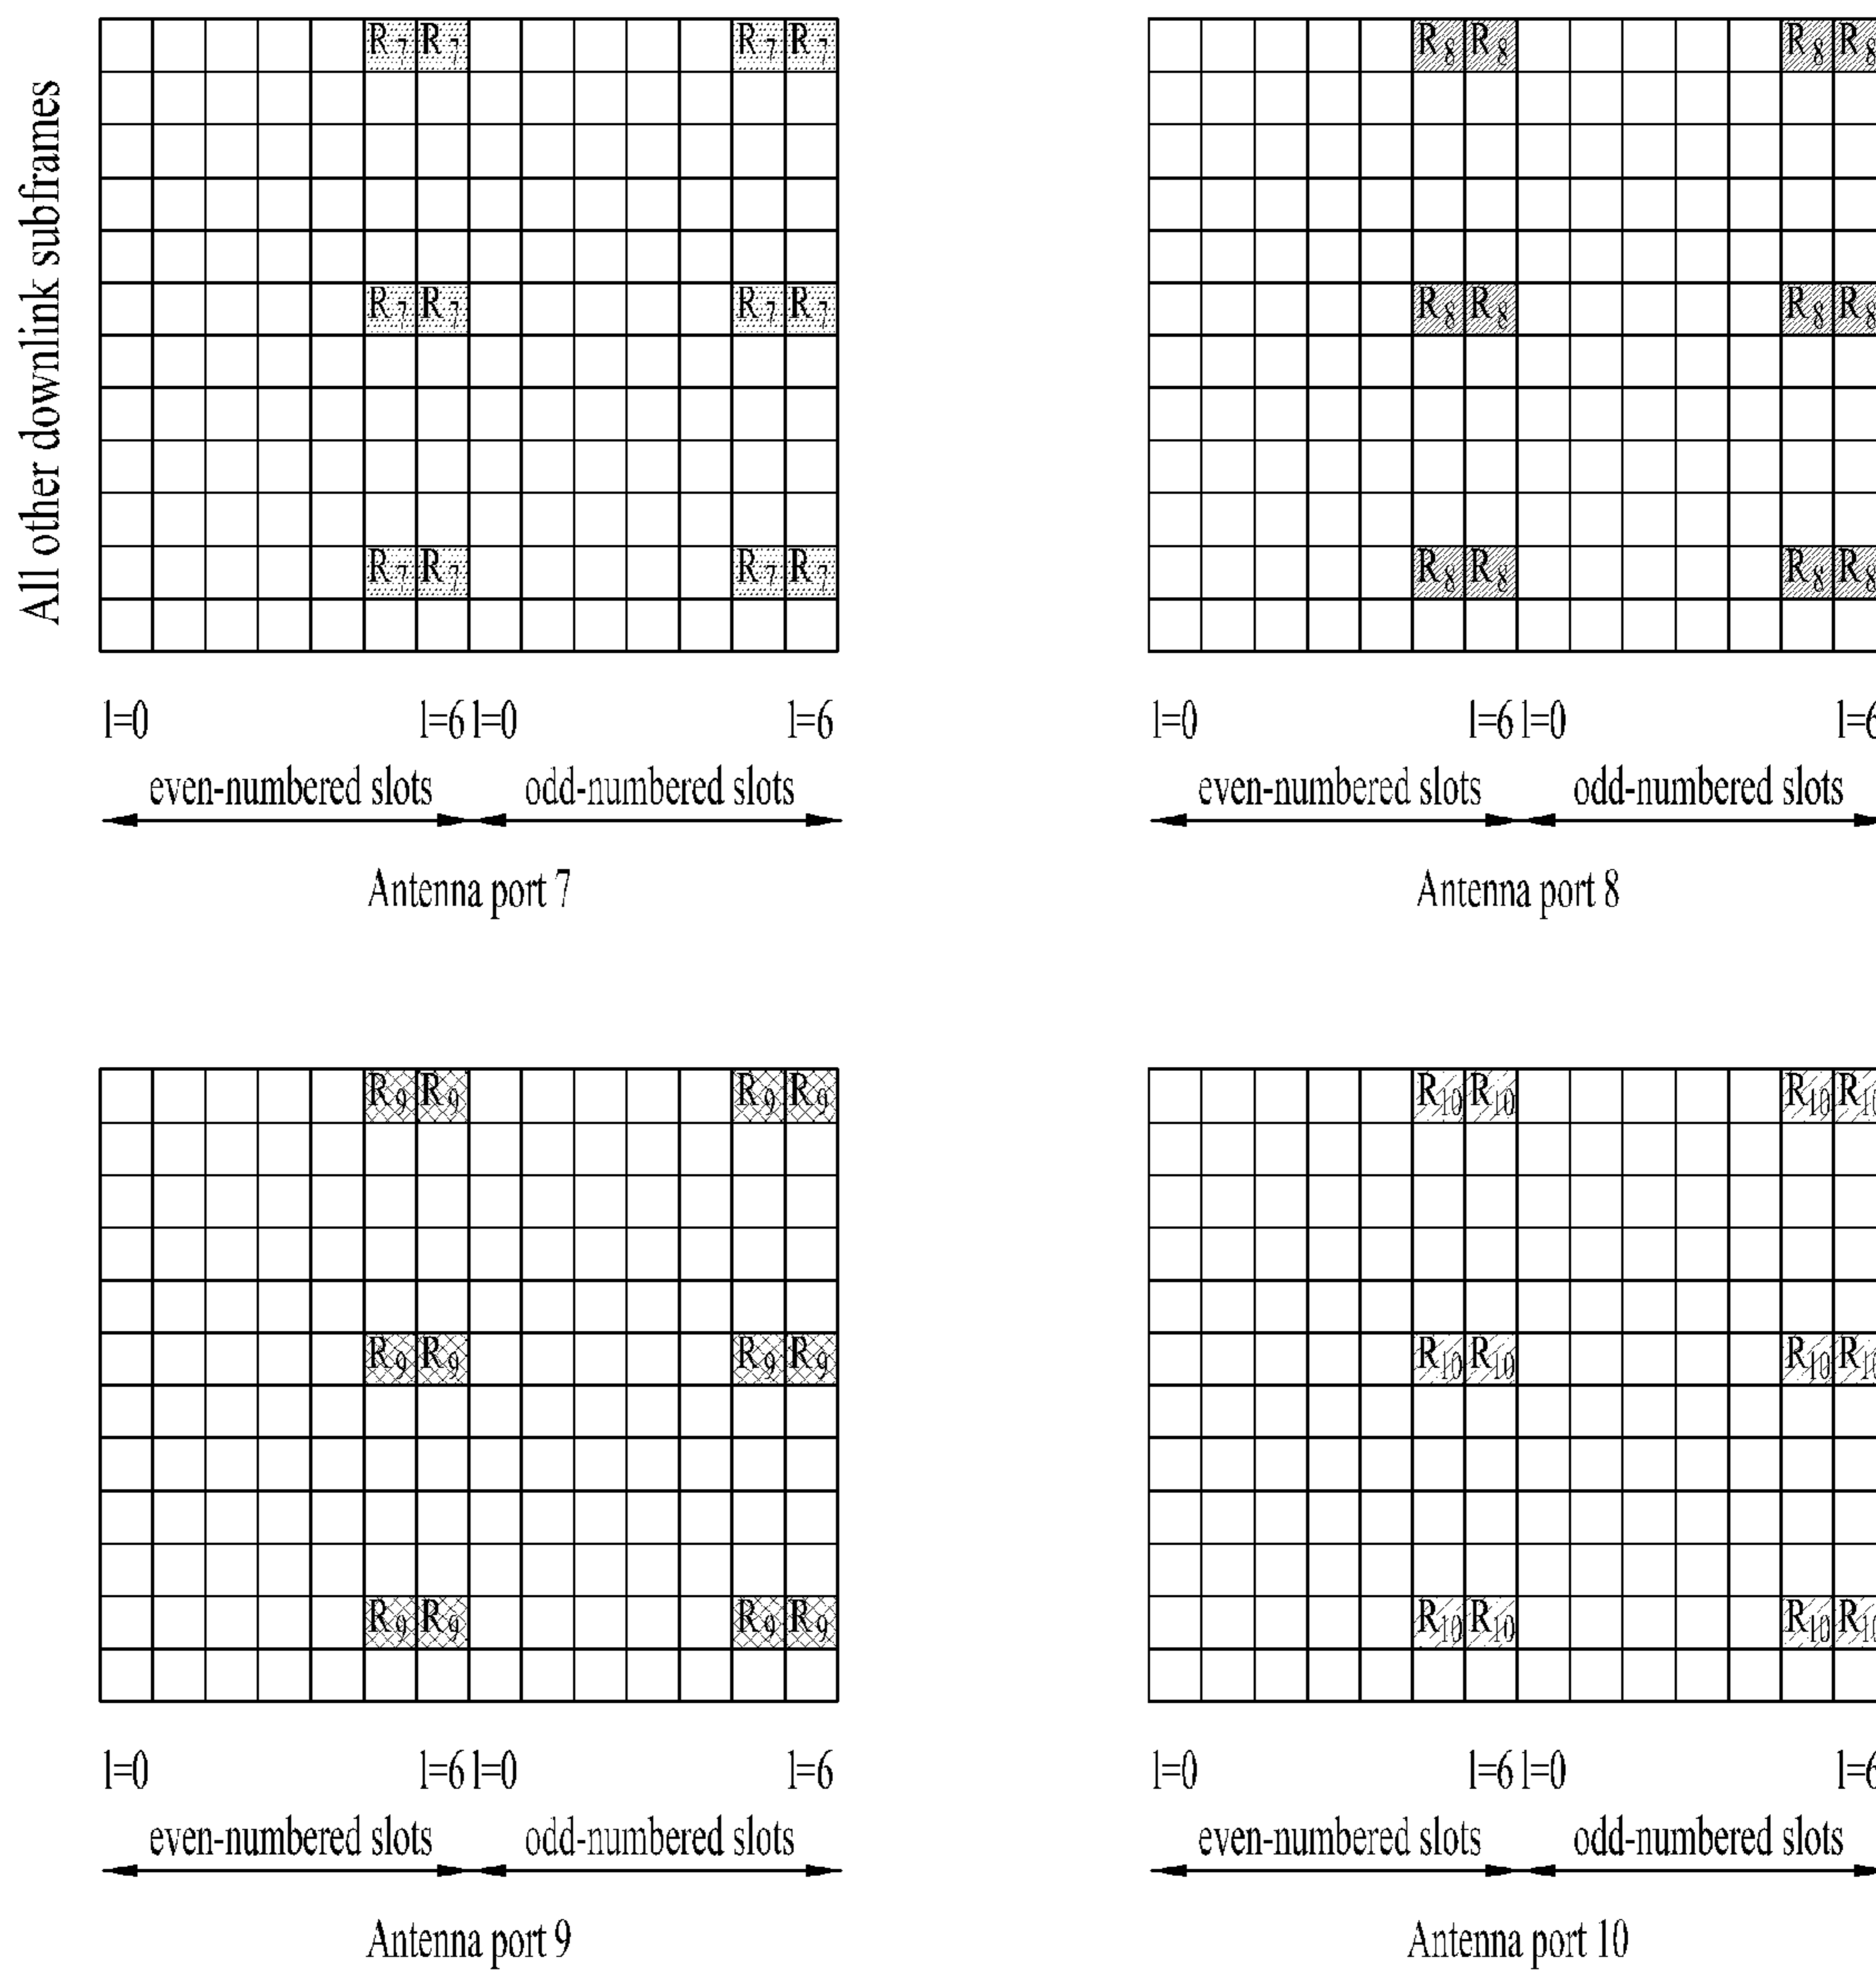 All other downlink subframes
R7 R7 R7 R7
R7 R7 R7 R7
R7 R7 R7 R7
l=0 l=6 l=0 l=6
even-numbered slots odd-numbered slots
Antenna port 7
R8 R8 R8 R8
R8 R8 R8 R8
R8 R8 R8 R8
l=0 l=6 l=0 l=6
even-numbered slots odd-numbered slots
Antenna port 8
R9 R9 R9 R9
R9 R9 R9 R9
R9 R9 R9 R9
l=0 l=6 l=0 l=6
even-numbered slots odd-numbered slots
Antenna port 9
R10 R10 R10 R10
R10 R10 R10 R10
R10 R10 R10 R10
l=0 l=6 l=0 l=6
even-numbered slots odd-numbered slots
Antenna port 10